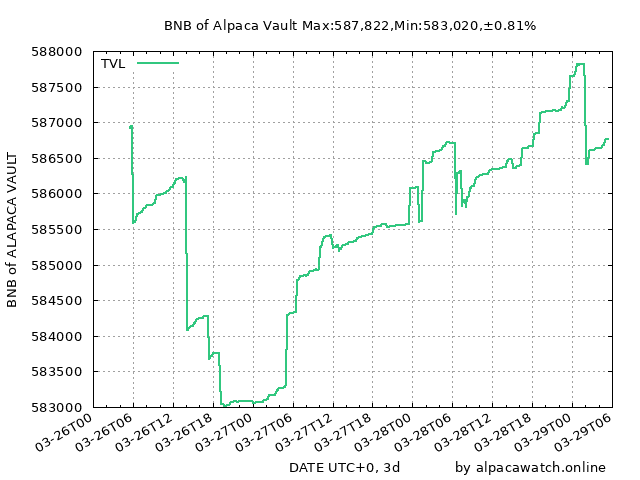 BNB of Alpaca Vault Max:587,822,Min:583,020,±0.81%
TVL
588000
587500
587000
586500
586000
585500
585000
584500
584000
583500
583000
BNB of ALAPACA VAULT
03-26T00
03-26T06
03-26T12
03-26T18
03-27T00
03-27T06
03-27T12
03-27T18
03-28T00
03-28T06
03-28T12
03-28T18
03-29T00
03-29T06
DATE UTC+0, 3d
by alpacawatch.online